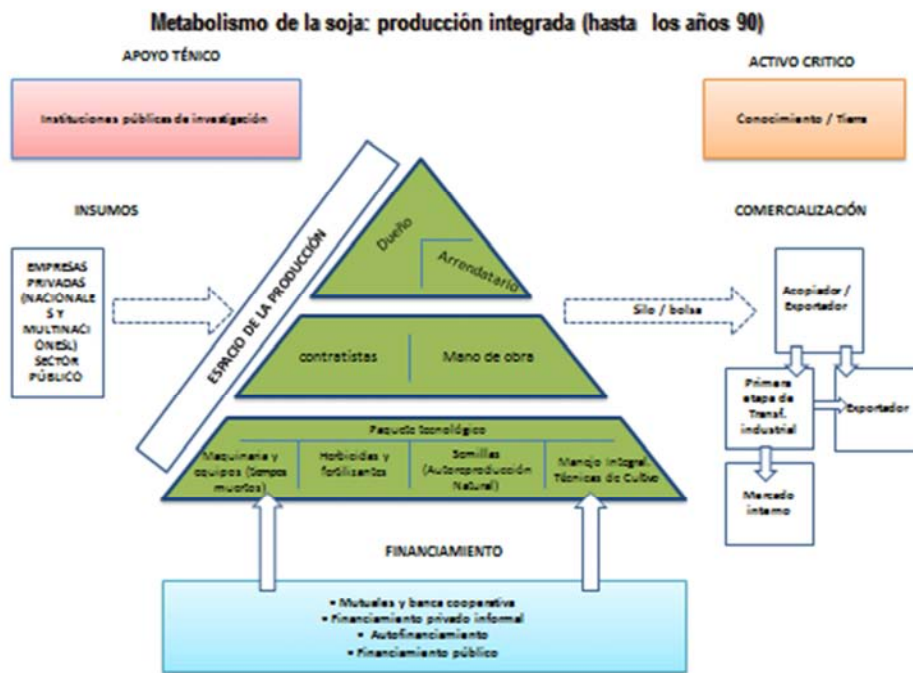 Metabolismo de la soja: producción integrada (hasta los años 90)
APOYO TÉNICO
ACTIVO CRITICO
Instituciones públicas de investigación
Conocimiento / Tierra
INSUMOS
COMERCIALIZACIÓN
EMPRESAS
PRIVADAS
(NACIONALE
S Y
MULTINACI
ONESL)
SECTOR
PÚBLICO
ESPACIO DE LA PRODUCCIÓN
Dueño
Arrendatario
Silo / bolsa
Acopiador /
Exportador
contratistas
Mano de obra
Primera
etapa de
Transf.
industrial
Exportador
Mercado
interno
Paquete tecnológico
Maquinaria y
equipos (tiempos
muertos)
Herbicidas y
fertilizantes
Semillas
(Autoreproducción
Natural)
Manejo Integral.
Técnicas de Cultivo
FINANCIAMIENTO
• Mutuales y banca cooperativa
• Financiamiento privado informal
• Autofinanciamiento
• Financiamiento público